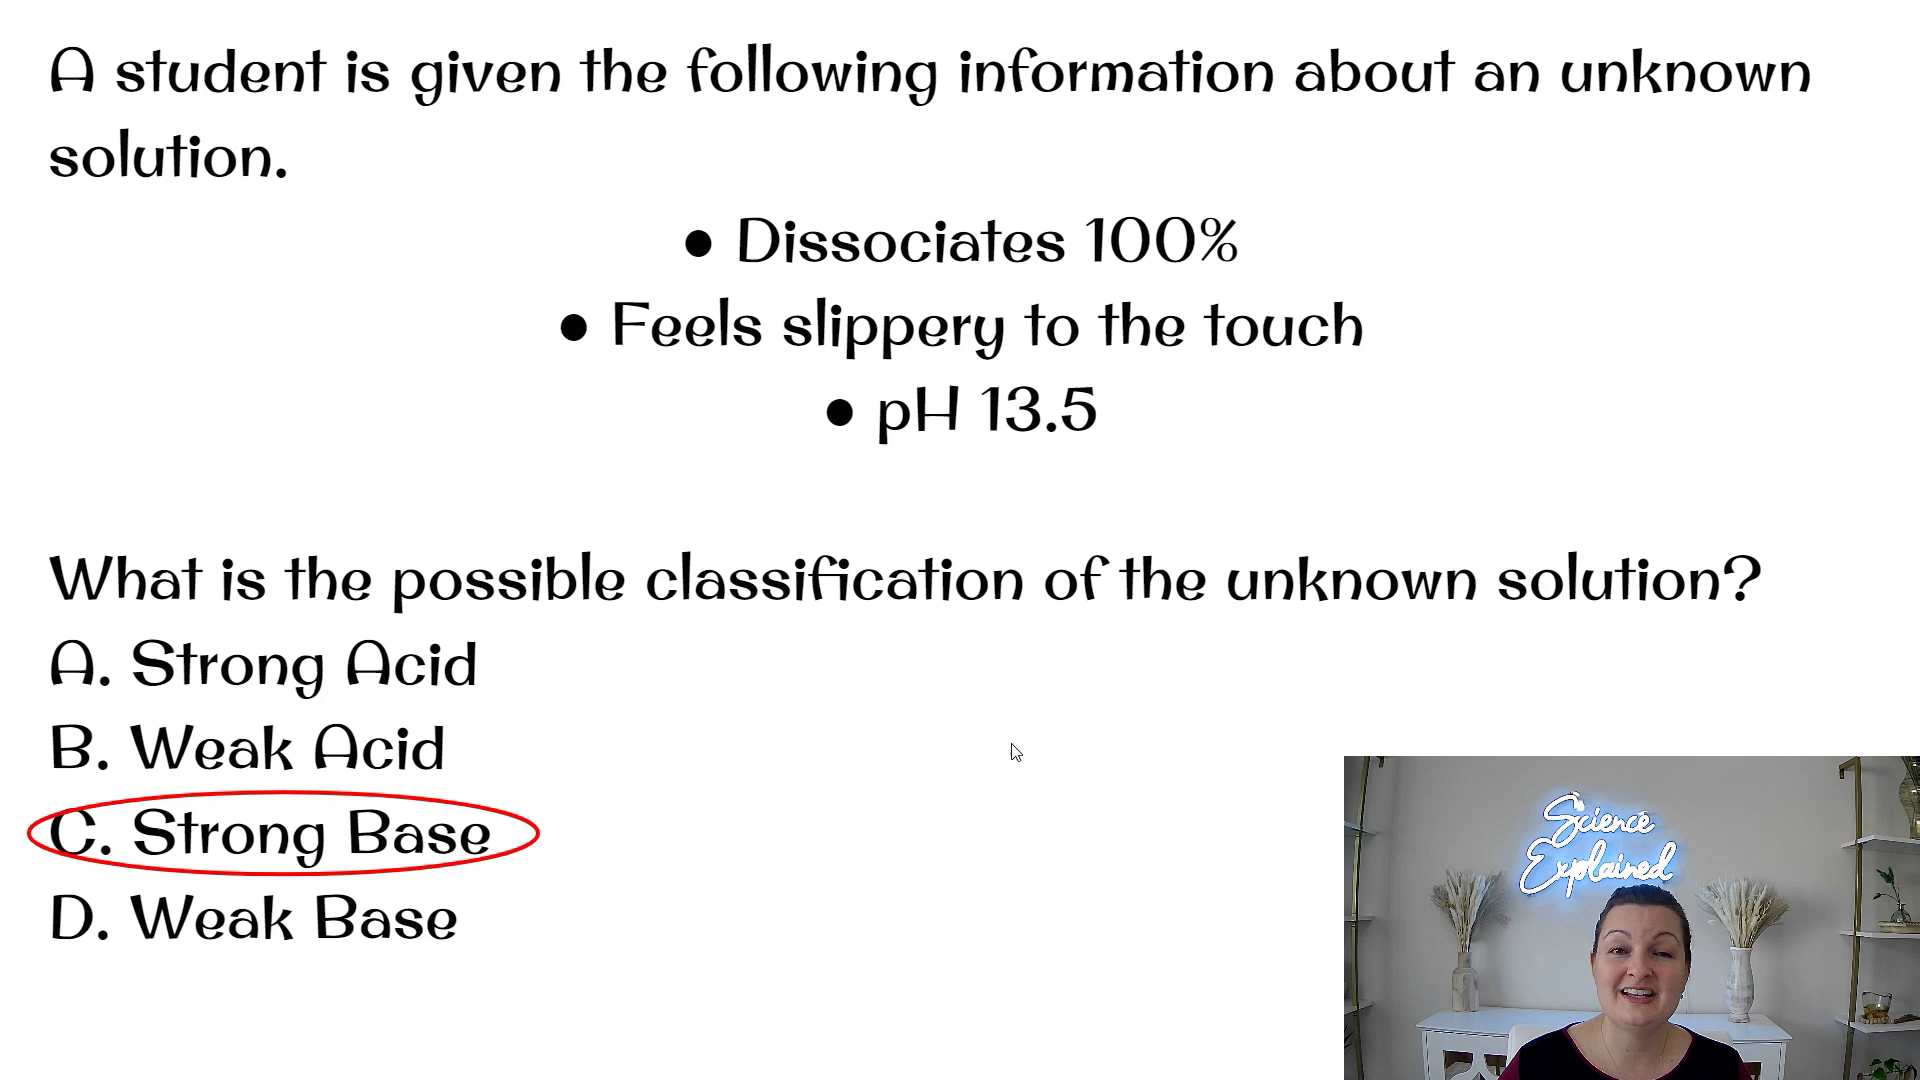 A student is given the following information about an unknown
solution.
● Dissociates 100%
● Feels slippery to the touch
● pH 13.5
What is the possible classification of the unknown solution?
A. Strong Acid
B. Weak Acid
C. Strong Base
D. Weak Base
Science
Explained